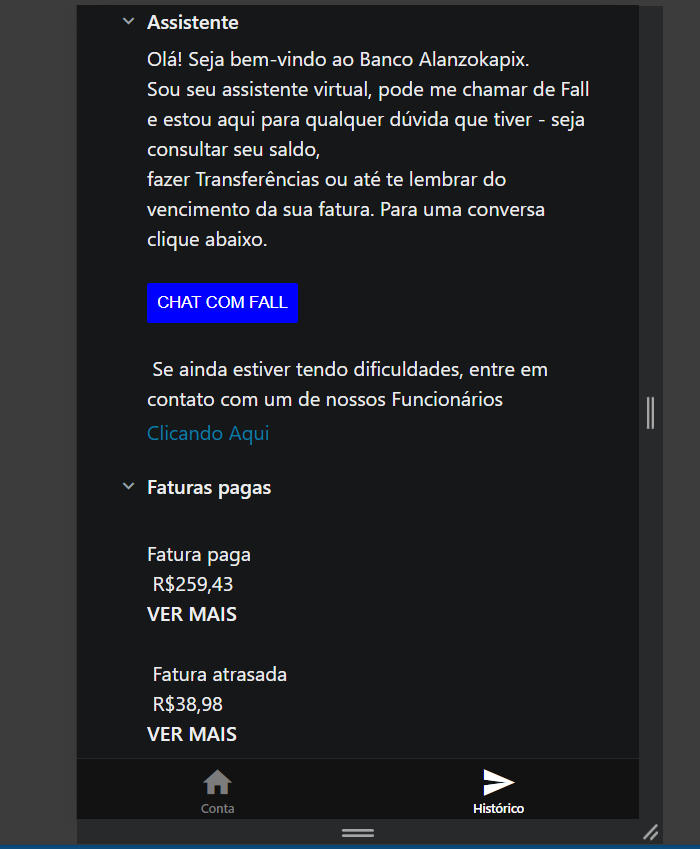 Assistente
Olá! Seja bem-vindo ao Banco Alanzokapix.
Sou seu assistente virtual, pode me chamar de Fall
e estou aqui para qualquer dúvida que tiver - seja
consultar seu saldo,
fazer Transferências ou até te lembrar do
vencimento da sua fatura. Para uma conversa
clique abaixo.
CHAT COM FALL
Se ainda estiver tendo dificuldades, entre em
contato com um de nossos Funcionários
Clicando Aqui
Faturas pagas
Fatura paga
R$259,43
VER MAIS
Fatura atrasada
R$38,98
VER MAIS
Conta
Histórico